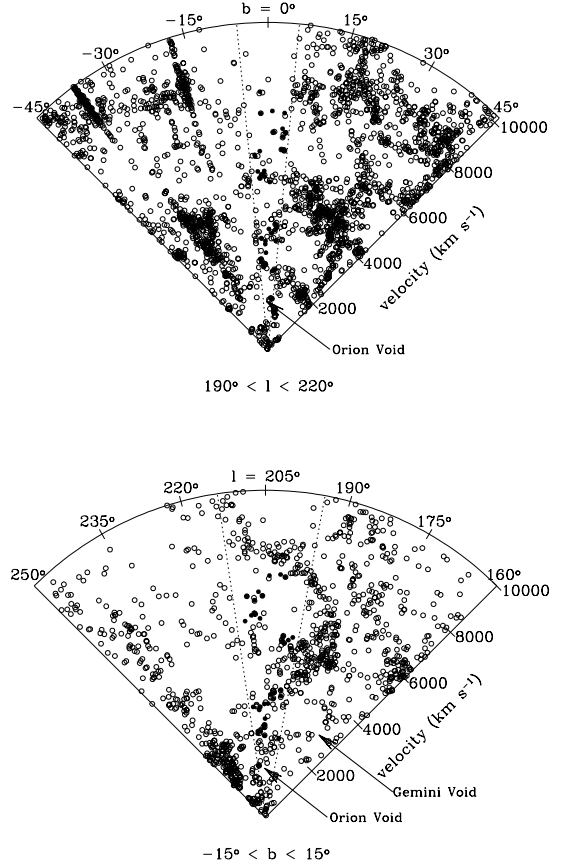 b = 0°
-15° 15°
-30° 30°
-45° 45°
10000
8000
6000
4000
2000
velocity (km s⁻¹)
Orion Void
190° < l < 220°
l = 205°
220° 190°
235° 175°
250° 160°
10000
8000
6000
4000
2000
velocity (km s⁻¹)
Gemini Void
Orion Void
-15° < b < 15°